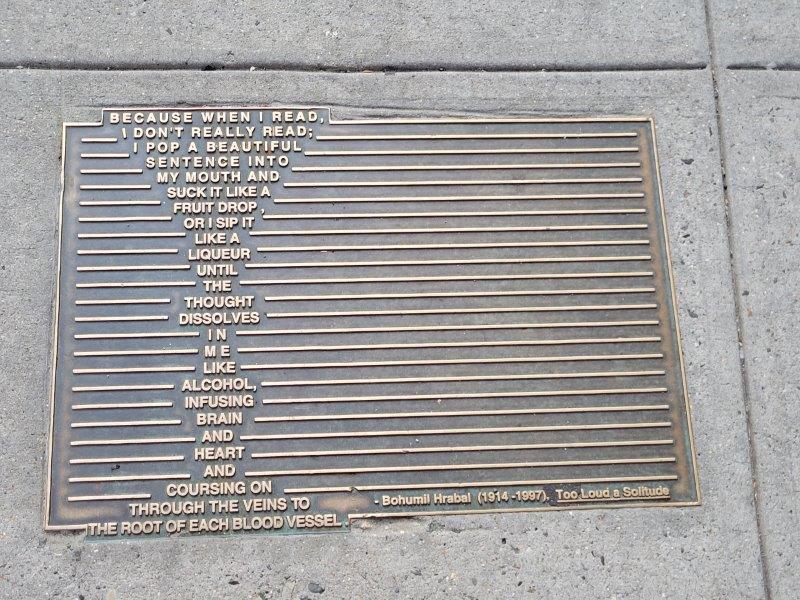 BECAUSE WHEN I READ,
I DON'T REALLY READ;
I POP A BEAUTIFUL
SENTENCE INTO
MY MOUTH AND
SUCK IT LIKE A
FRUIT DROP,
OR I SIP IT
LIKE A
LIQUEUR
UNTIL
THE
THOUGHT
DISSOLVES
IN
ME
LIKE
ALCOHOL,
INFUSING
BRAIN
AND
HEART
AND
COURSING ON
THROUGH THE VEINS TO
THE ROOT OF EACH BLOOD VESSEL.
- Bohumil Hrabal (1914-1997), Too Loud a Solitude